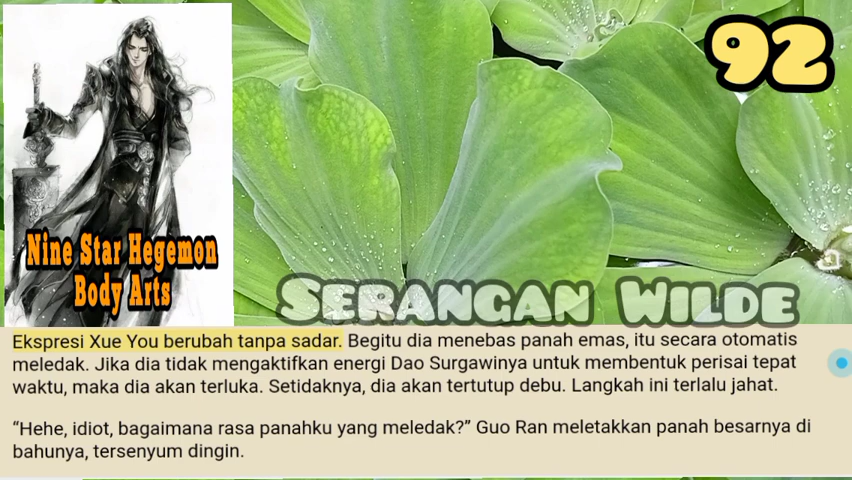 92
Nine Star Hegemon
Body Arts
Serangan Wilde
Ekspresi Xue You berubah tanpa sadar. Begitu dia menebas panah emas, itu secara otomatis
meledak. Jika dia tidak mengaktifkan energi Dao Surgawinya untuk membentuk perisai tepat
waktu, maka dia akan terluka. Setidaknya, dia akan tertutup debu. Langkah ini terlalu jahat.
“Hehe, idiot, bagaimana rasa panahku yang meledak?” Guo Ran meletakkan panah besarnya di
bahunya, tersenyum dingin.